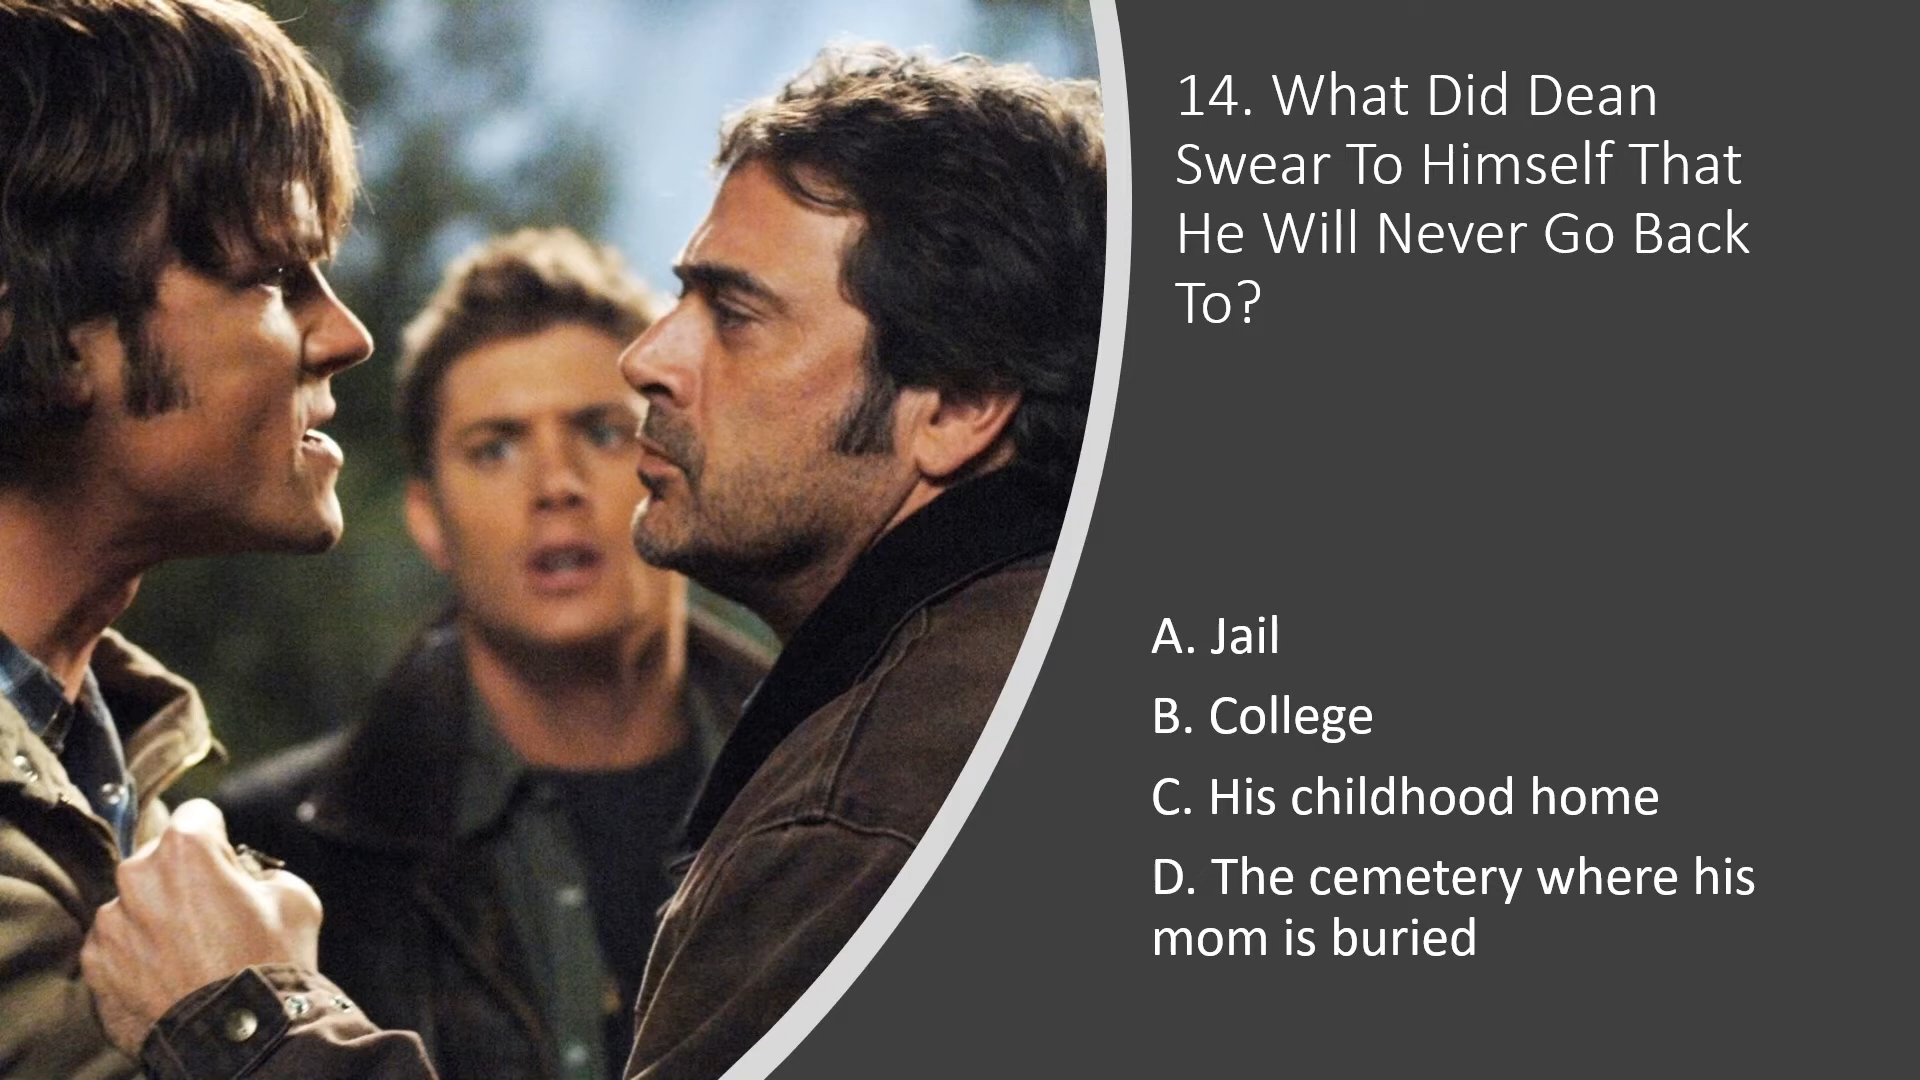 14. What Did Dean
Swear To Himself That
He Will Never Go Back
To?
A. Jail
B. College
C. His childhood home
D. The cemetery where his
mom is buried